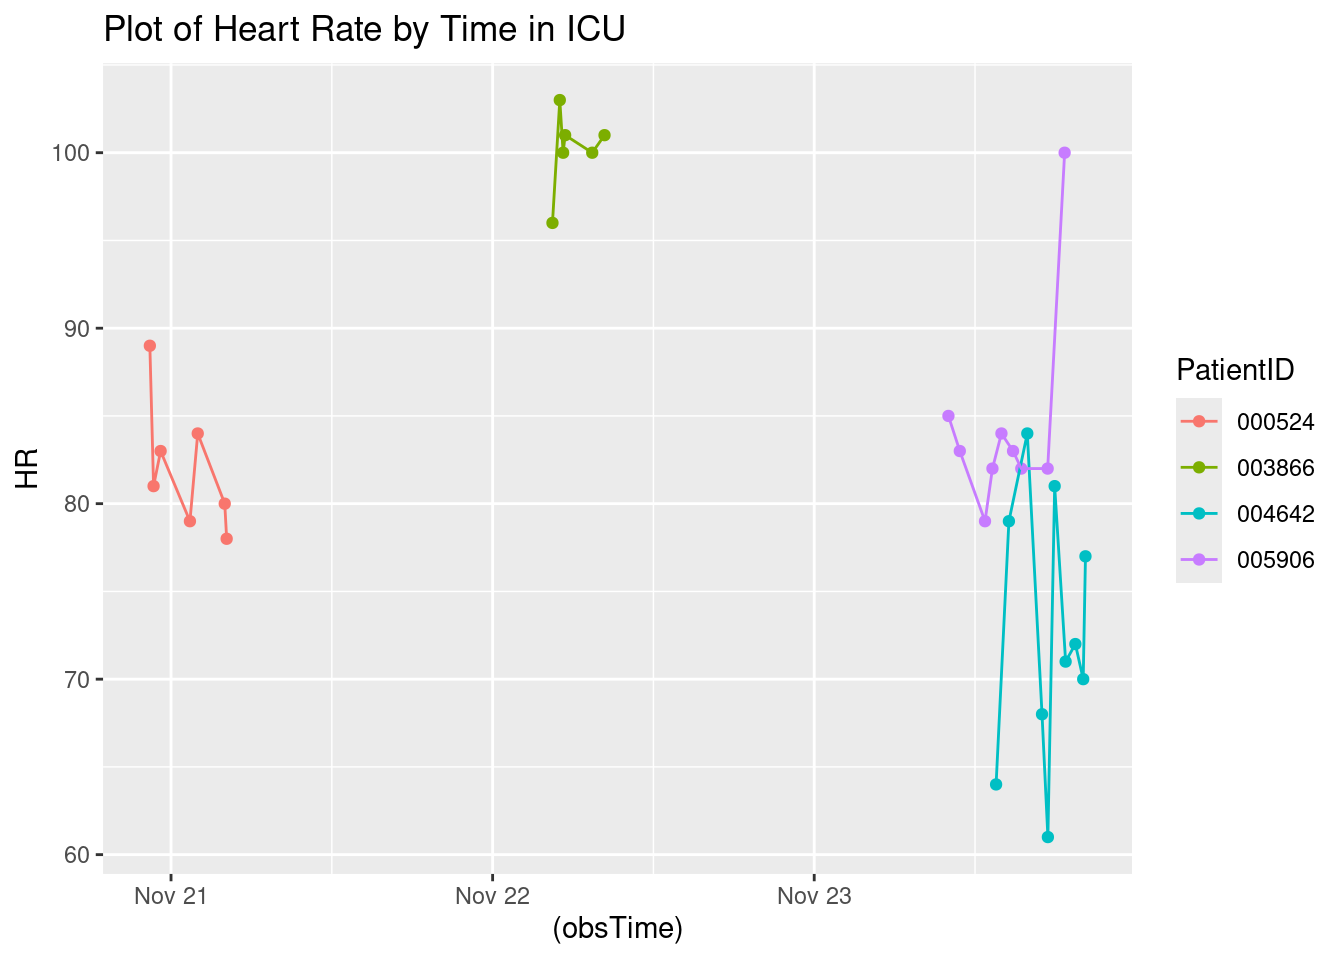 Plot of Heart Rate by Time in ICU
100
90
80
70
60
HR
Nov 21
Nov 22
Nov 23
(obsTime)
PatientID
000524
003866
004642
005906